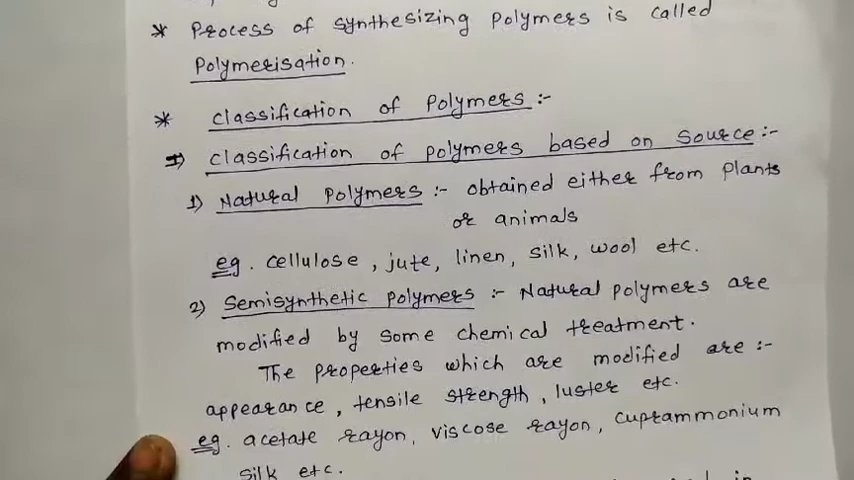 * Process of synthesizing polymers is called
Polymerisation.
* Classification of Polymers :-
I) Classification of polymers based on Source :-
1) Natural polymers :- obtained either from plants
or animals
eg. cellulose, jute, linen, silk, wool etc.
2) Semisynthetic polymers :- Natural polymers are
modified by some chemical treatment.
The properties which are modified are :-
appearance, tensile strength, luster etc.
eg. acetate rayon, viscose rayon, cuprammonium
silk etc.